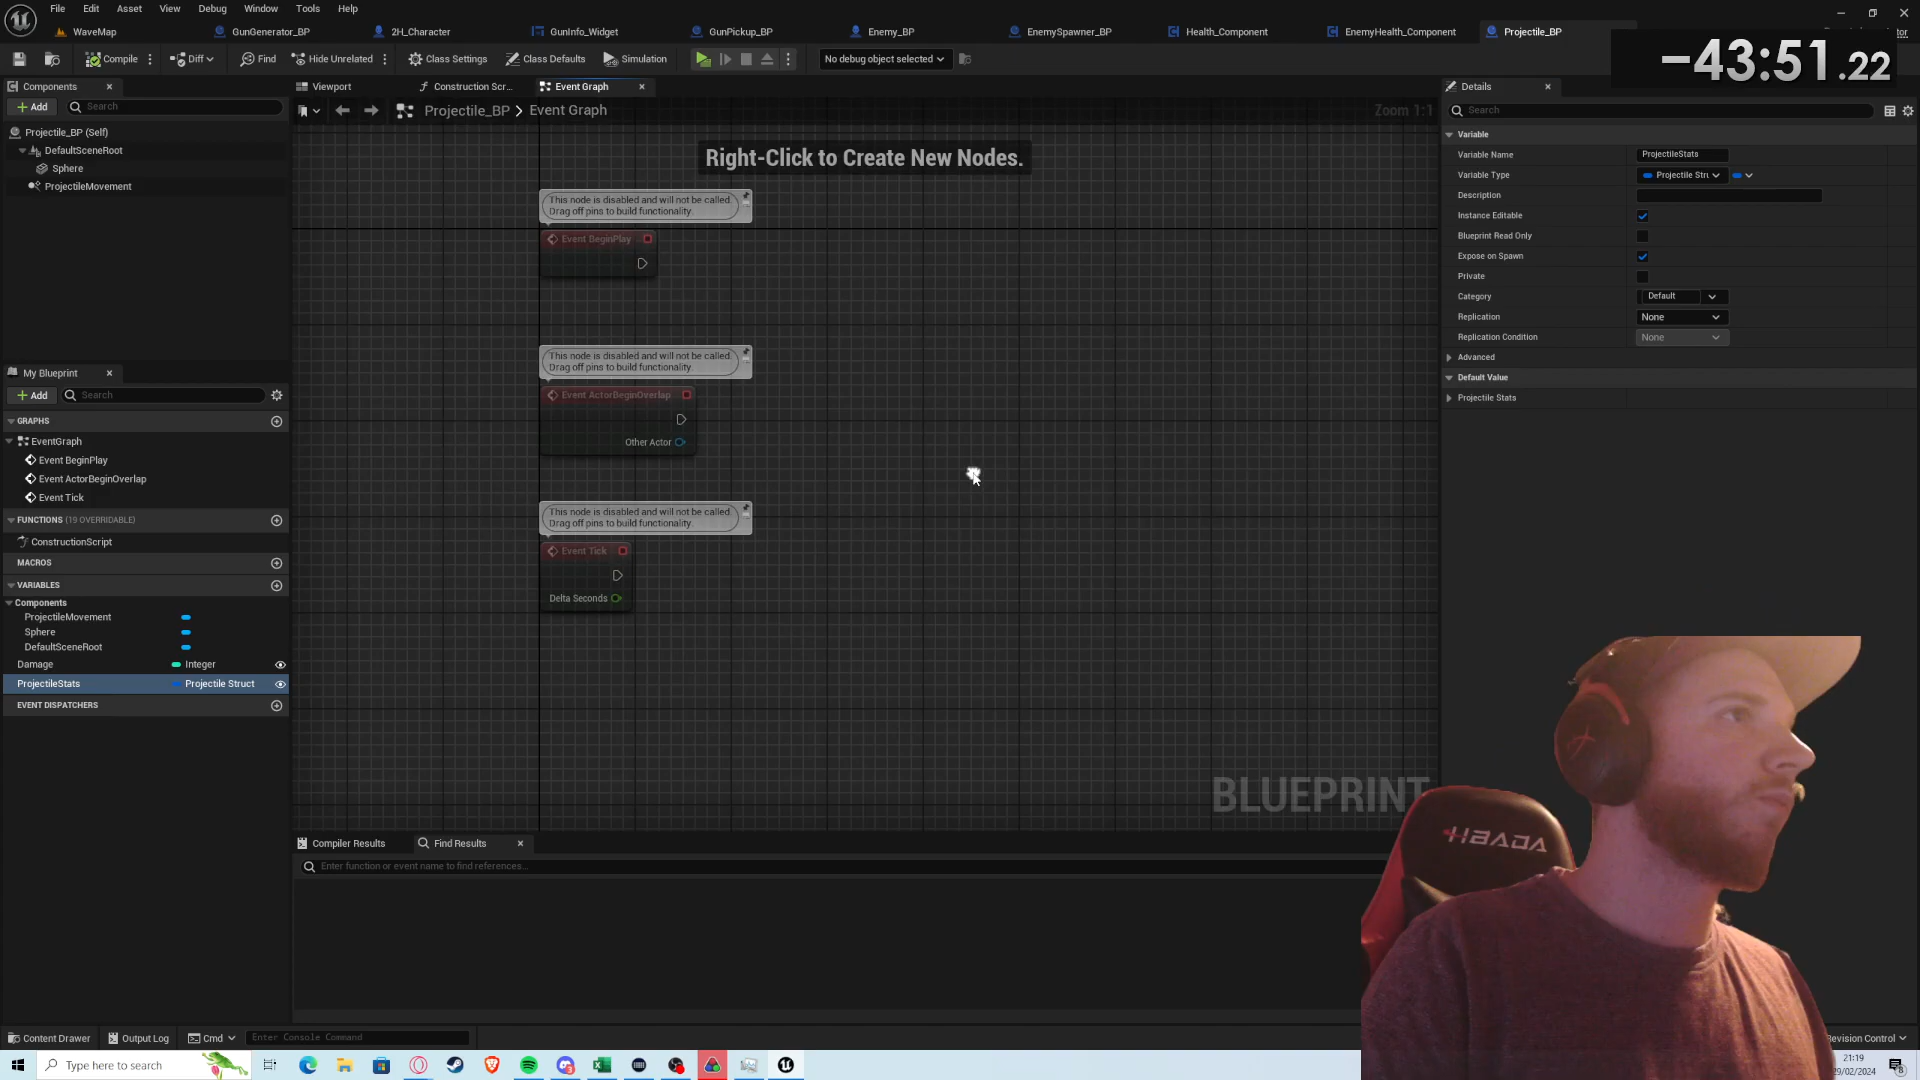 File Edit Asset View Debug Window Tools Help
WaveMap GunGenerator_BP 2H_Character GunInfo_Widget GunPickup_BP Enemy_BP EnemySpawner_BP Health_Component EnemyHealth_Component Projectile_BP
-43:51.22
Compile Diff Find Hide Unrelated Class Settings Class Defaults Simulation No debug object selected
Components
Add Search
Projectile_BP (Self)
DefaultSceneRoot
Sphere
ProjectileMovement
Viewport Construction Scr... Event Graph
Projectile_BP > Event Graph Zoom 1:1
Right-Click to Create New Nodes.
This node is disabled and will not be called.
Drag off pins to build functionality.
Event BeginPlay
This node is disabled and will not be called.
Drag off pins to build functionality.
Event ActorBeginOverlap
Other Actor
This node is disabled and will not be called.
Drag off pins to build functionality.
Event Tick
Delta Seconds
BLUEPRINT
My Blueprint
Add Search
GRAPHS
EventGraph
Event BeginPlay
Event ActorBeginOverlap
Event Tick
FUNCTIONS (19 OVERRIDABLE)
ConstructionScript
MACROS
VARIABLES
Components
ProjectileMovement
Sphere
DefaultSceneRoot
Damage Integer
ProjectileStats Projectile Struct
EVENT DISPATCHERS
Details
Search
Variable
Variable Name ProjectileStats
Variable Type Projectile Stru
Description
Instance Editable
Blueprint Read Only
Expose on Spawn
Private
Category Default
Replication None
Replication Condition None
Advanced
Default Value
Projectile Stats
Compiler Results Find Results
Enter function or event name to find references...
HBADA
Content Drawer Output Log Cmd Enter Console Command Revision Control
Type here to search
21:19
29/02/2024